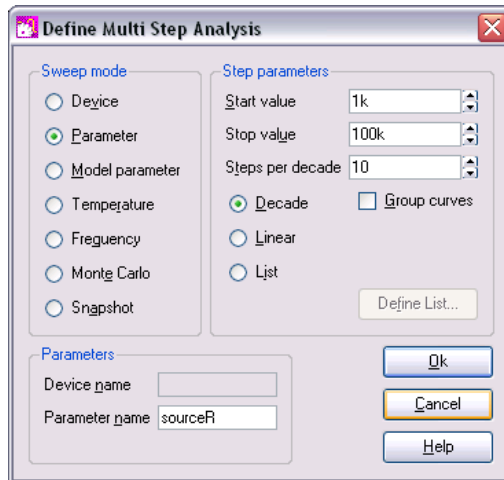 Define Multi Step Analysis
Sweep mode
Device
Parameter
Model parameter
Temperature
Freguency
Monte Carlo
Snapshot
Step parameters
Start value 1k
Stop value 100k
Steps per decade 10
Decade
Group curves
Linear
List
Define List...
Parameters
Device name
Parameter name sourceR
Ok
Cancel
Help